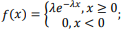 f(x) = {λe^{-λx}, x ≥ 0;
0, x < 0